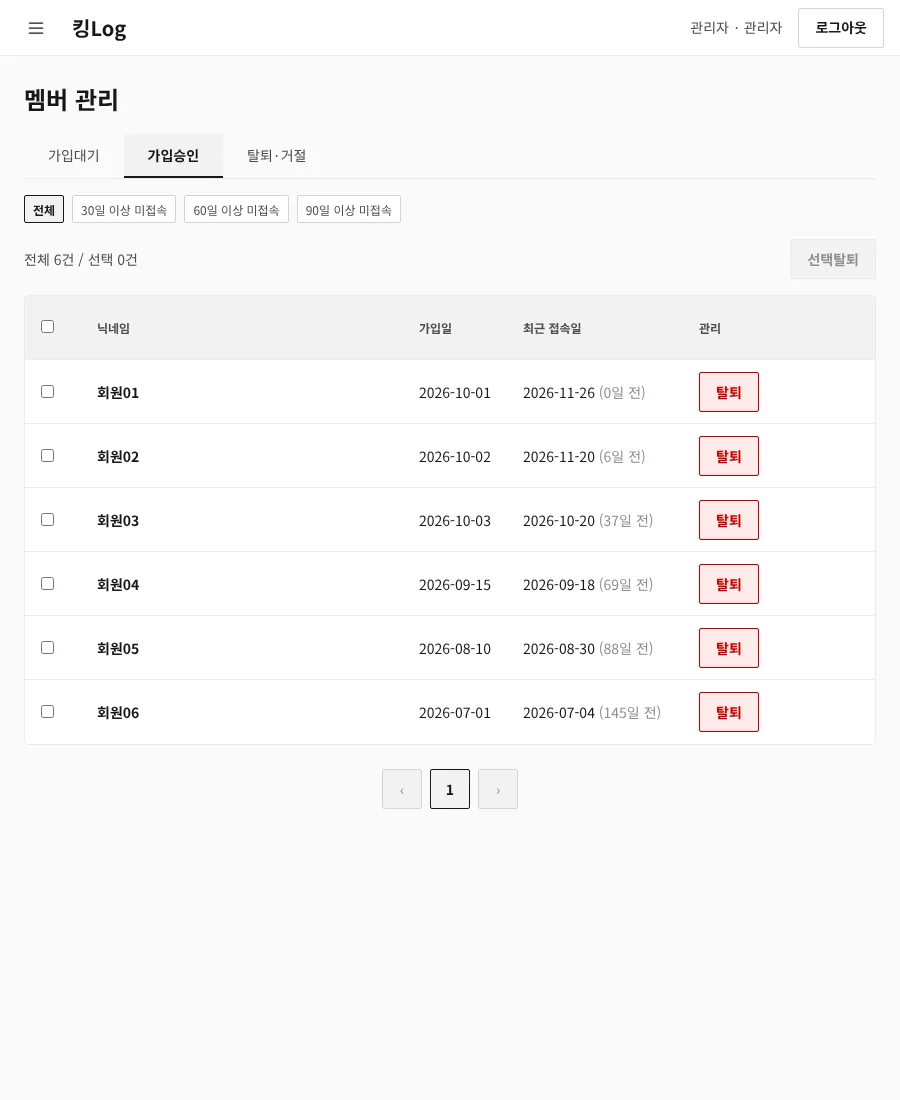 킹Log
관리자 · 관리자
로그아웃
멤버 관리
가입대기 가입승인 탈퇴·거절
전체 30일 이상 미접속 60일 이상 미접속 90일 이상 미접속
전체 6건 / 선택 0건
선택탈퇴
닉네임 가입일 최근 접속일 관리
회원01 2026-10-01 2026-11-26 (0일 전) 탈퇴
회원02 2026-10-02 2026-11-20 (6일 전) 탈퇴
회원03 2026-10-03 2026-10-20 (37일 전) 탈퇴
회원04 2026-09-15 2026-09-18 (69일 전) 탈퇴
회원05 2026-08-10 2026-08-30 (88일 전) 탈퇴
회원06 2026-07-01 2026-07-04 (145일 전) 탈퇴
‹ 1 ›